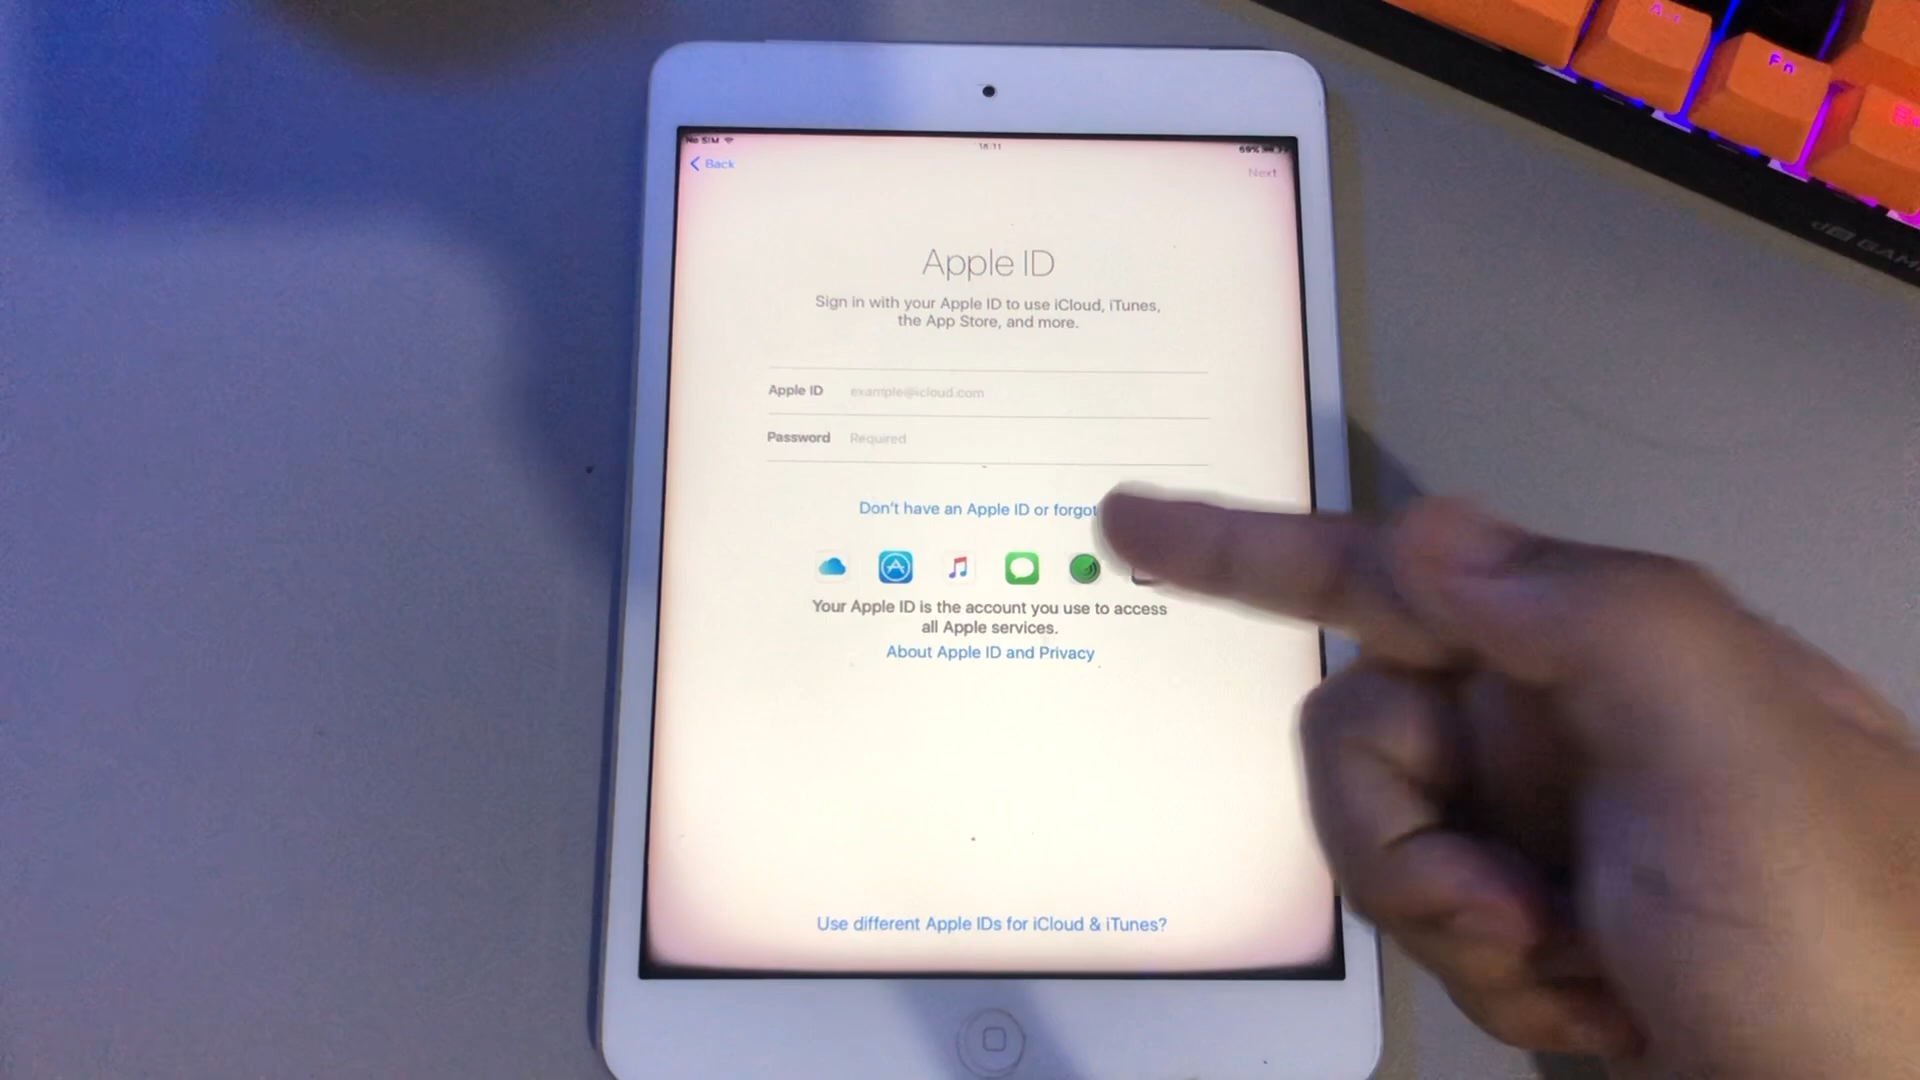 No SIM
16:11
69%
Back
Next
Apple ID
Sign in with your Apple ID to use iCloud, iTunes,
the App Store, and more.
Apple ID example@icloud.com
Password Required
Don't have an Apple ID or forgot
Your Apple ID is the account you use to access
all Apple services.
About Apple ID and Privacy
Use different Apple IDs for iCloud & iTunes?
Fn